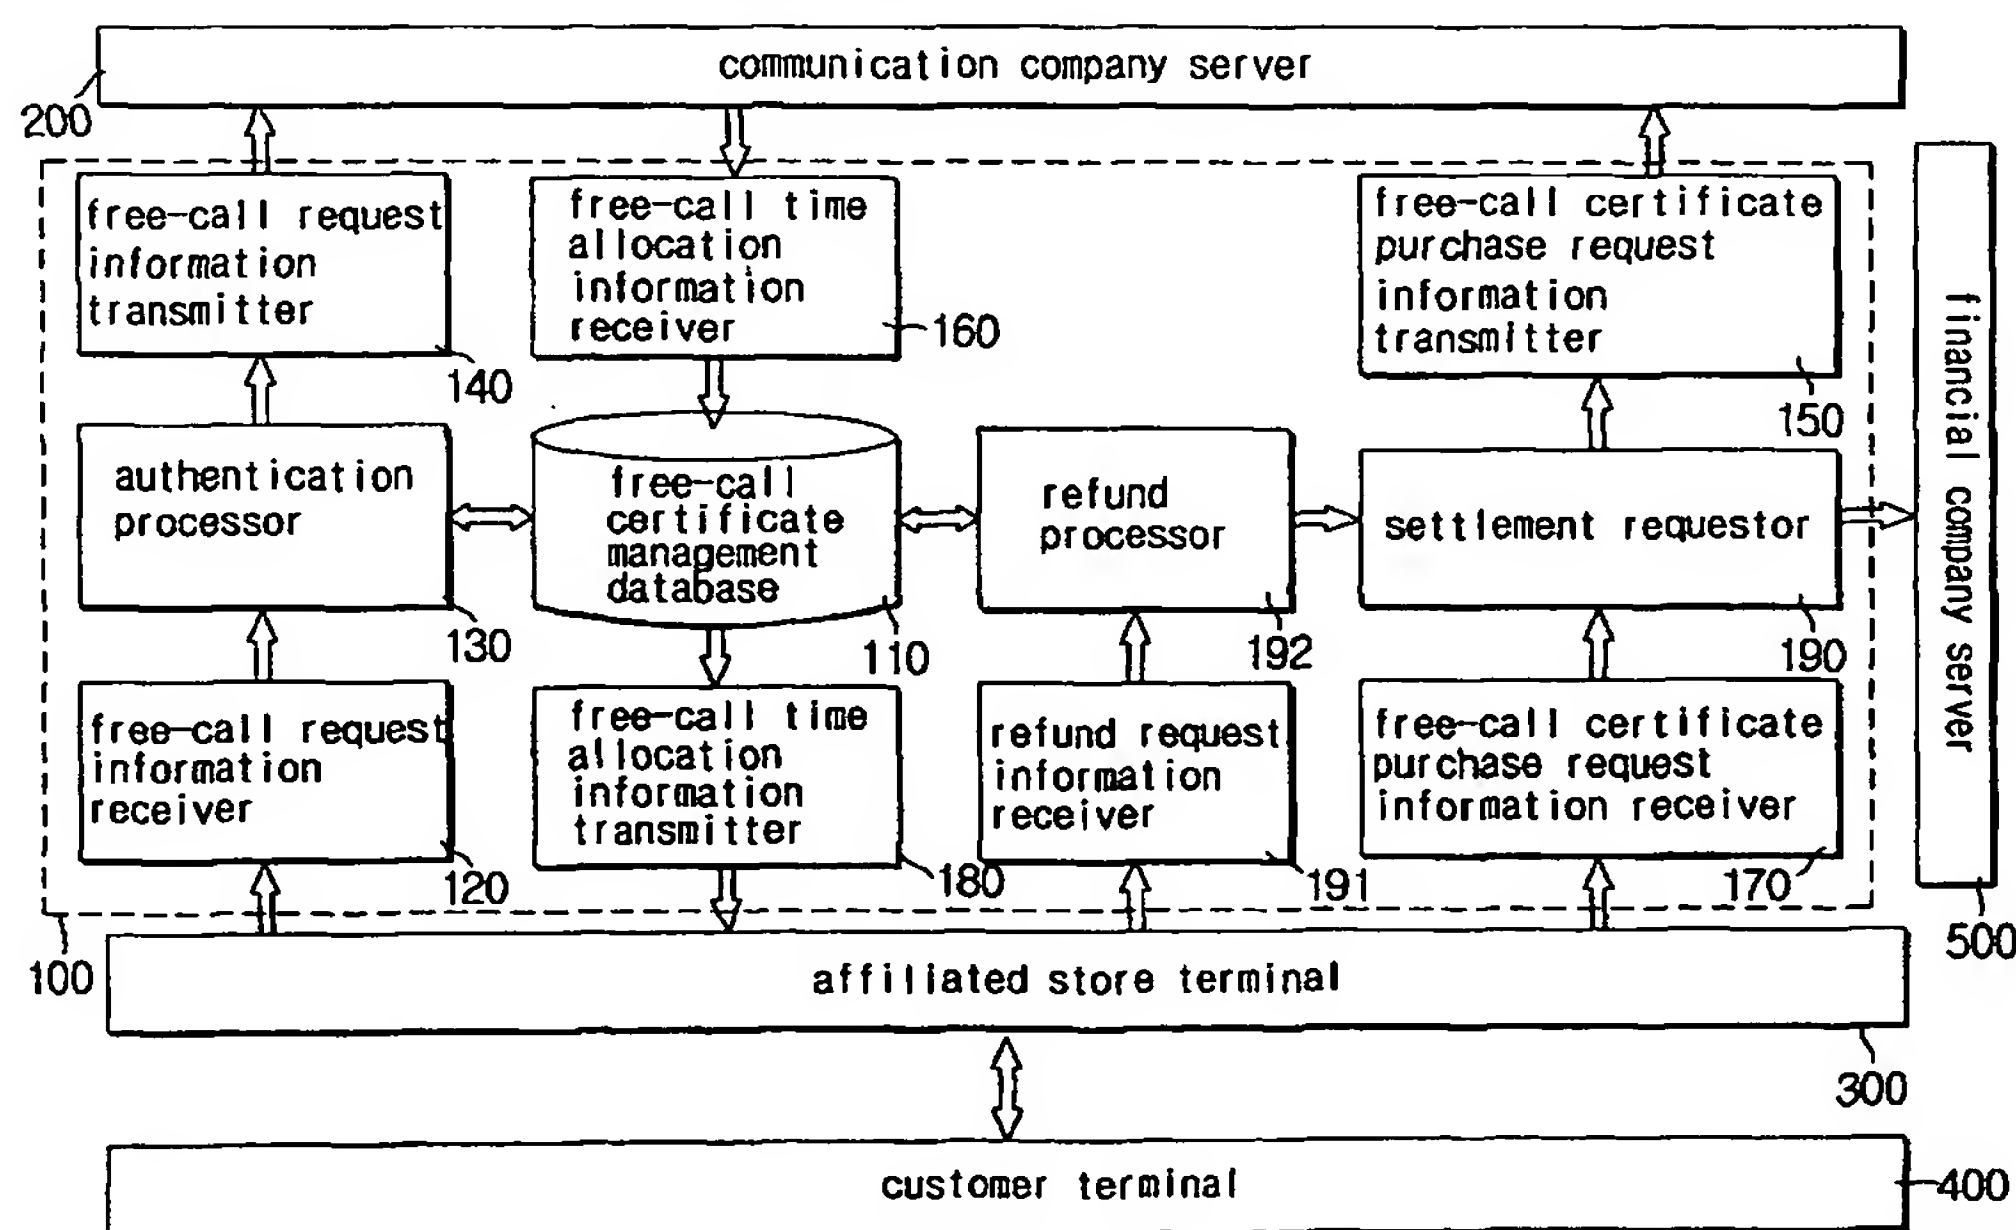 communication company server
200
free-call request
information
transmitter
140
free-call time
allocation
information
receiver
160
free-call certificate
purchase request
information
transmitter
150
financial company server
500
authentication
processor
130
free-call
certificate
management
database
110
refund
processor
192
settlement requestor
190
free-call request
information
receiver
120
free-call time
allocation
information
transmitter
180
refund request
information
receiver
191
free-call certificate
purchase request
information receiver
170
100
affiliated store terminal
300
customer terminal
400